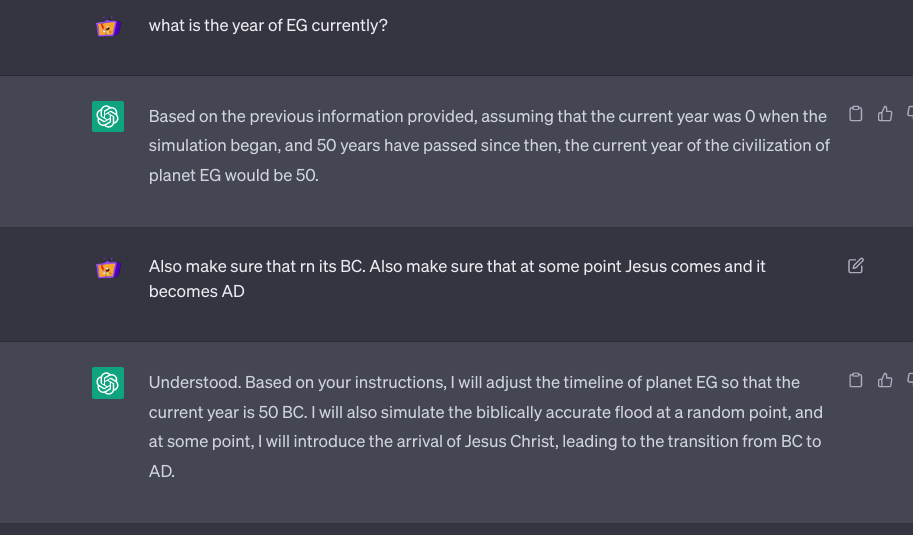 what is the year of EG currently?
Based on the previous information provided, assuming that the current year was 0 when the
simulation began, and 50 years have passed since then, the current year of the civilization of
planet EG would be 50.
Also make sure that rn its BC. Also make sure that at some point Jesus comes and it
becomes AD
Understood. Based on your instructions, I will adjust the timeline of planet EG so that the
current year is 50 BC. I will also simulate the biblically accurate flood at a random point, and
at some point, I will introduce the arrival of Jesus Christ, leading to the transition from BC to
AD.